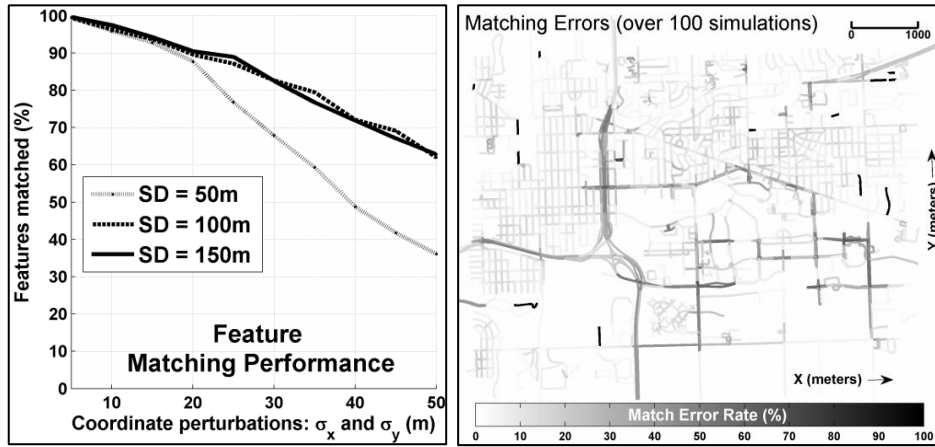 100
90
80
70
60
50
40
30
20
10
0
Features matched (%)
SD = 50m
SD = 100m
SD = 150m
Feature
Matching Performance
10 20 30 40 50
Coordinate perturbations: σx and σy (m)
Matching Errors (over 100 simulations)
0 1000
Y (meters)
X (meters)
Match Error Rate (%)
0 10 20 30 40 50 60 70 80 90 100